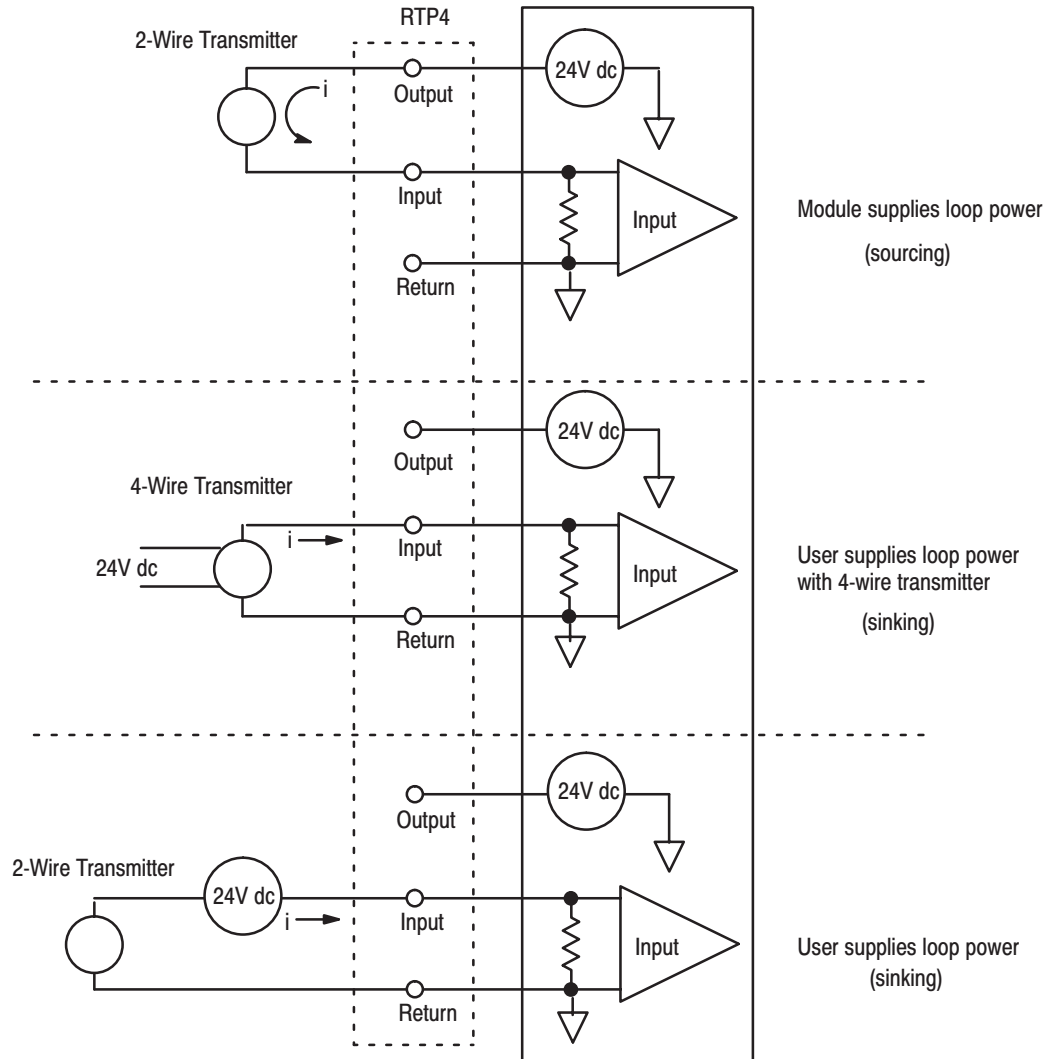 RTP4
2-Wire Transmitter
24V dc
i
Output
Input
Input
Return
Module supplies loop power
(sourcing)
24V dc
Output
4-Wire Transmitter
i
Input
24V dc
Input
Return
User supplies loop power
with 4-wire transmitter
(sinking)
24V dc
Output
2-Wire Transmitter
24V dc
i
Input
Input
Return
User supplies loop power
(sinking)